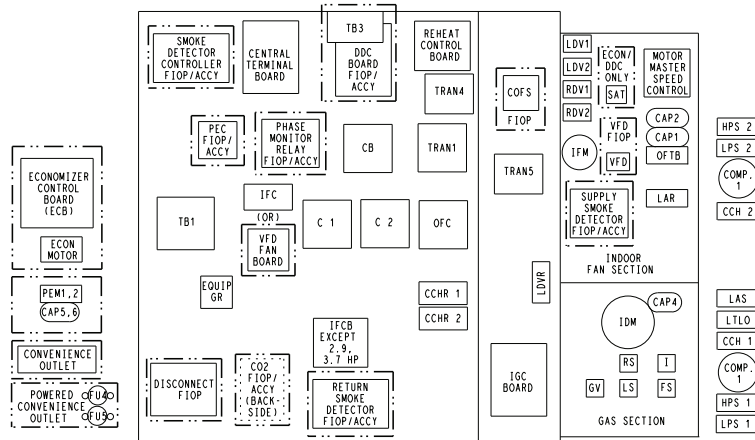 SMOKE
DETECTOR
CONTROLLER
FIOP/ACCY
CENTRAL
TERMINAL
BOARD
TB3
DDC
BOARD
FIOP/
ACCY
REHEAT
CONTROL
BOARD
TRAN4
PEC
FIOP/
ACCY
PHASE
MONITOR
RELAY
FIOP/ACCY
CB
TRAN1
ECONOMIZER
CONTROL
BOARD
(ECB)
ECON
MOTOR
TB1
IFC
(OR)
VFD
FAN
BOARD
C 1
C 2
OFC
EQUIP
GR
PEM1,2
CAP5,6
CCHR 1
CCHR 2
IFCB
EXCEPT
2.9,
3.7 HP
CONVENIENCE
OUTLET
POWERED
CONVENIENCE
OUTLET
FU4
FU5
DISCONNECT
FIOP
CO2
FIOP/
ACCY
(BACK-
SIDE)
RETURN
SMOKE
DETECTOR
FIOP/ACCY
COFS
FIOP
TRAN5
LDVR
IGC
BOARD
LDV1
LDV2
RDV1
RDV2
ECON/
DDC
ONLY
SAT
MOTOR
MASTER
SPEED
CONTROL
IFM
VFD
FIOP
VFD
CAP2
CAP1
OFTB
SUPPLY
SMOKE
DETECTOR
FIOP/ACCY
LAR
INDOOR
FAN SECTION
IDM
CAP4
RS
I
GV
LS
FS
GAS SECTION
HPS 2
LPS 2
COMP.
1
CCH 2
LAS
LTLO
CCH 1
COMP.
1
HPS 1
LPS 1